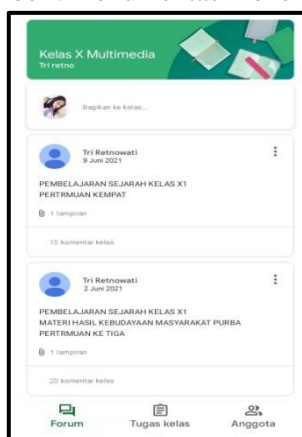 Kelas X Multimedia
Tri retno
Bagikan ke kelas...
Tri Retnowati
9 Juni 2021
PEMBELAJARAN SEJARAH KELAS X1
PERTRMUAN KEMPAT
1 lampiran
15 komentar kelas
Tri Retnowati
2 Juni 2021
PEMBELAJARAN SEJARAH KELAS X1
MATERI HASIL KEBUDAYAAN MASYARAKAT PURBA
PERTRMUAN KE TIGA
1 lampiran
20 komentar kelas
Forum Tugas kelas Anggota